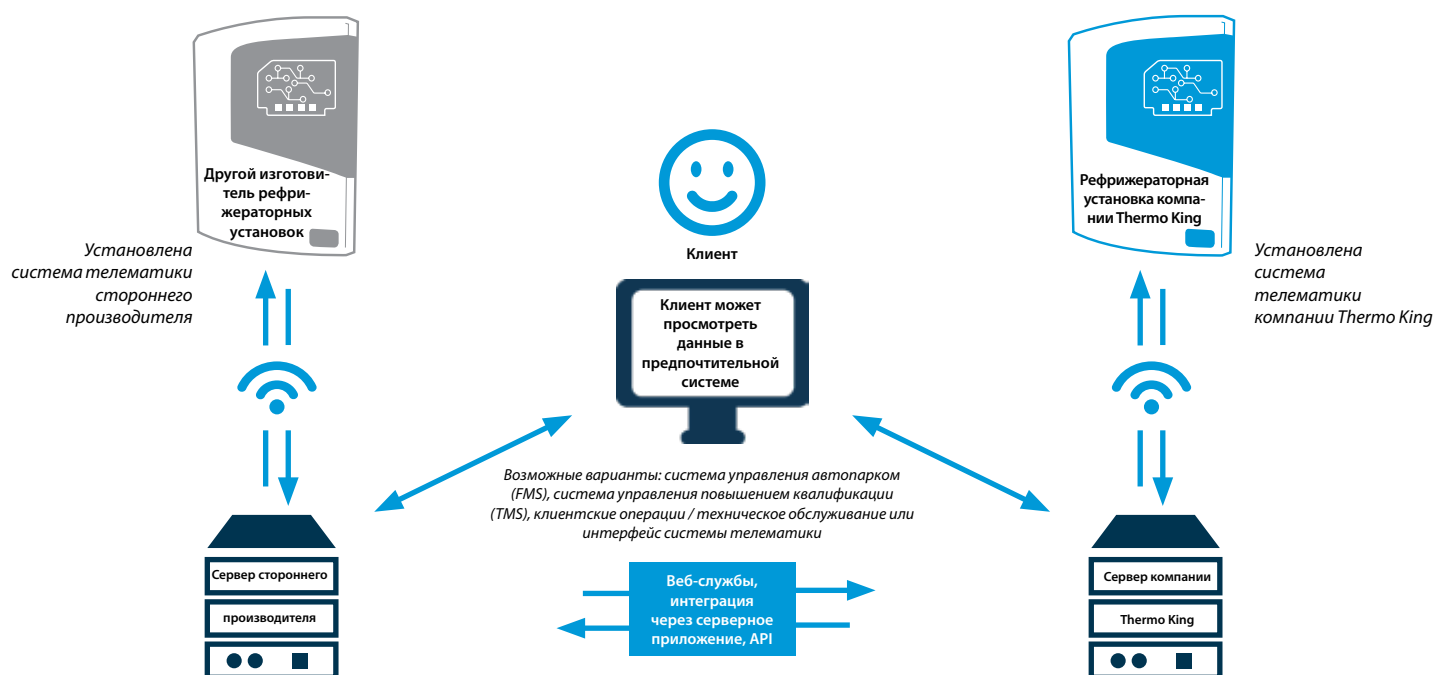 Другой изготови-
тель рефри-
жераторных
установок
Установлена
система телематики
стороннего
производителя
Клиент
Клиент может
просмотреть
данные в
предпочтительной
системе
Рефрижераторная
установка компа-
нии Thermo King
Установлена
система
телематики
компании Thermo King
Возможные варианты: система управления автопарком
(FMS), система управления повышением квалификации
(TMS), клиентские операции / техническое обслуживание или
интерфейс системы телематики
Сервер стороннего
производителя
Веб-службы,
интеграция
через серверное
приложение, API
Сервер компании
Thermo King